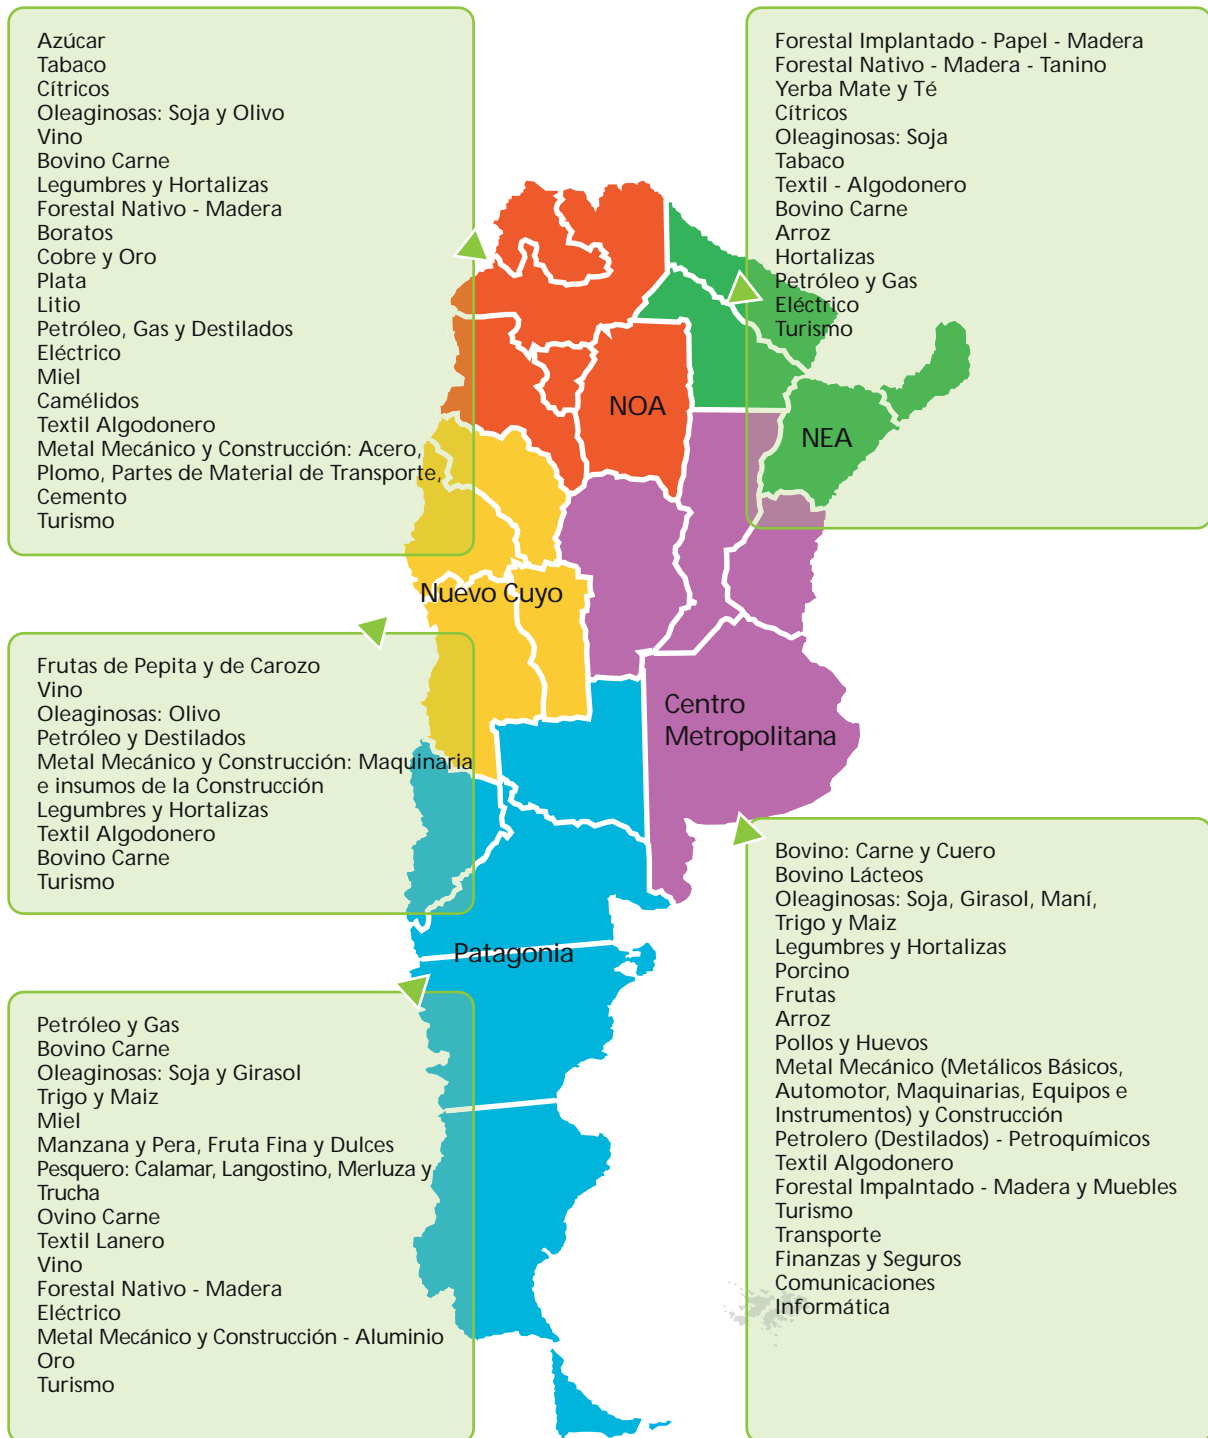 Azúcar
Tabaco
Cítricos
Oleaginosas: Soja y Olivo
Vino
Bovino Carne
Legumbres y Hortalizas
Forestal Nativo - Madera
Boratos
Cobre y Oro
Plata
Litio
Petróleo, Gas y Destilados
Eléctrico
Miel
Camélidos
Textil Algodonero
Metal Mecánico y Construcción: Acero,
Plomo, Partes de Material de Transporte,
Cemento
Turismo
Forestal Implantado - Papel - Madera
Forestal Nativo - Madera - Tanino
Yerba Mate y Té
Cítricos
Oleaginosas: Soja
Tabaco
Textil - Algodonero
Bovino Carne
Arroz
Hortalizas
Petróleo y Gas
Eléctrico
Turismo
NOA
NEA
Nuevo Cuyo
Centro
Metropolitana
Patagonia
Frutas de Pepita y de Carozo
Vino
Oleaginosas: Olivo
Petróleo y Destilados
Metal Mecánico y Construcción: Maquinaria
e insumos de la Construcción
Legumbres y Hortalizas
Textil Algodonero
Bovino Carne
Turismo
Petróleo y Gas
Bovino Carne
Oleaginosas: Soja y Girasol
Trigo y Maiz
Miel
Manzana y Pera, Fruta Fina y Dulces
Pesquero: Calamar, Langostino, Merluza y
Trucha
Ovino Carne
Textil Lanero
Vino
Forestal Nativo - Madera
Eléctrico
Metal Mecánico y Construcción - Aluminio
Oro
Turismo
Bovino: Carne y Cuero
Bovino Lácteos
Oleaginosas: Soja, Girasol, Maní,
Trigo y Maiz
Legumbres y Hortalizas
Porcino
Frutas
Arroz
Pollos y Huevos
Metal Mecánico (Metálicos Básicos,
Automotor, Maquinarias, Equipos e
Instrumentos) y Construcción
Petrolero (Destilados) - Petroquímicos
Textil Algodonero
Forestal Impalntado - Madera y Muebles
Turismo
Transporte
Finanzas y Seguros
Comunicaciones
Informática